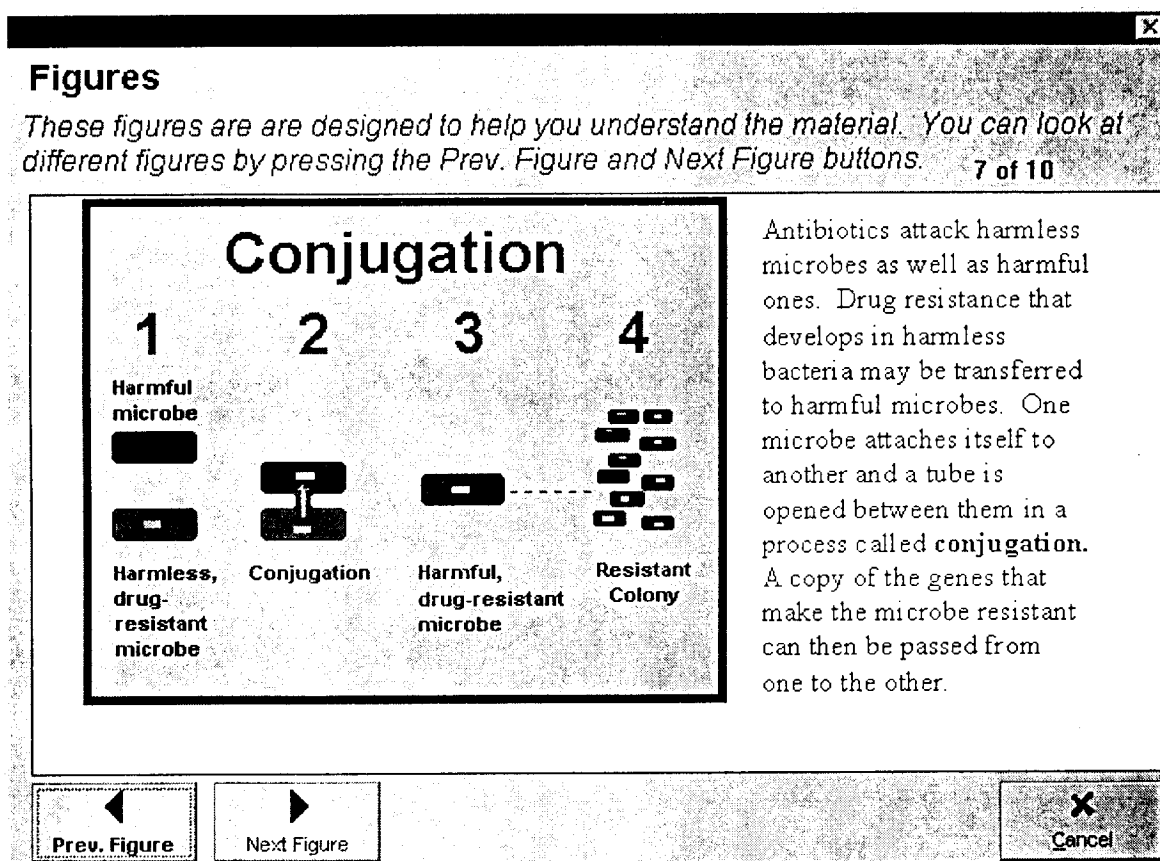 Figures
These figures are are designed to help you understand the material. You can look at
different figures by pressing the Prev. Figure and Next Figure buttons.
7 of 10
Conjugation
1 2 3 4
Harmful
microbe
Harmless,
drug-
resistant
microbe
Conjugation
Harmful,
drug-resistant
microbe
Resistant
Colony
Antibiotics attack harmless
microbes as well as harmful
ones. Drug resistance that
develops in harmless
bacteria may be transferred
to harmful microbes. One
microbe attaches itself to
another and a tube is
opened between them in a
process called conjugation.
A copy of the genes that
make the microbe resistant
can then be passed from
one to the other.
Prev. Figure
Next Figure
Cancel